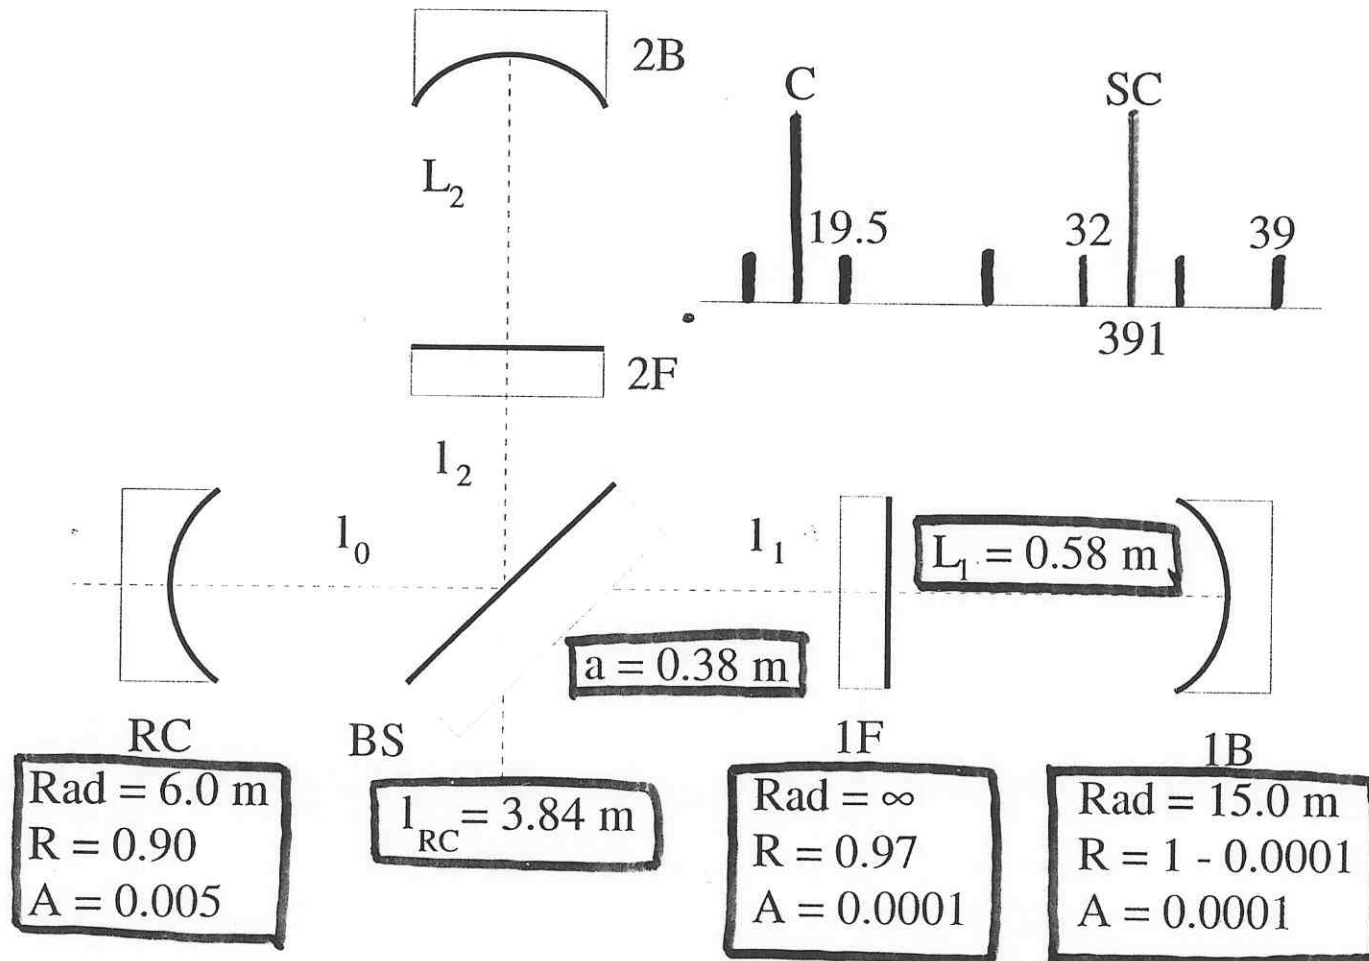 2B
C
SC
L2
19.5
32
39
391
2F
l2
l0
l1
L1 = 0.58 m
a = 0.38 m
RC
BS
1F
1B
Rad = 6.0 m
R = 0.90
A = 0.005
lRC = 3.84 m
Rad = ∞
R = 0.97
A = 0.0001
Rad = 15.0 m
R = 1 - 0.0001
A = 0.0001